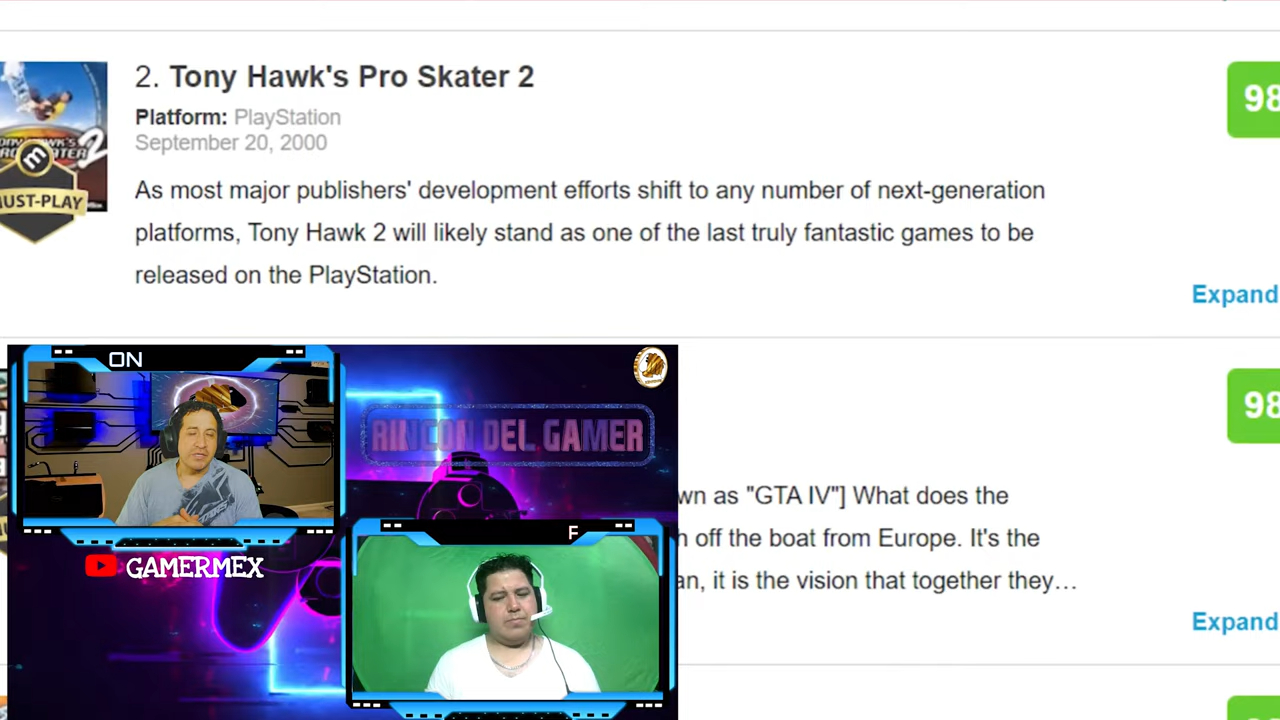 2. Tony Hawk's Pro Skater 2
98
Platform: PlayStation
September 20, 2000
MUST-PLAY
As most major publishers' development efforts shift to any number of next-generation
platforms, Tony Hawk 2 will likely stand as one of the last truly fantastic games to be
released on the PlayStation.
Expand
ON
98
RINCON DEL GAMER
wn as "GTA IV"] What does the
F
off the boat from Europe. It's the
GAMERMEX
an, it is the vision that together they…
Expand